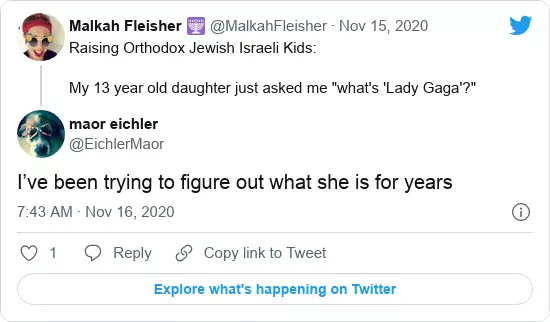 Malkah Fleisher 🕎 @MalkahFleisher · Nov 15, 2020
Raising Orthodox Jewish Israeli Kids:
My 13 year old daughter just asked me "what's 'Lady Gaga'?"
maor eichler
@EichlerMaor
I’ve been trying to figure out what she is for years
7:43 AM · Nov 16, 2020
1 Reply Copy link to Tweet
Explore what's happening on Twitter